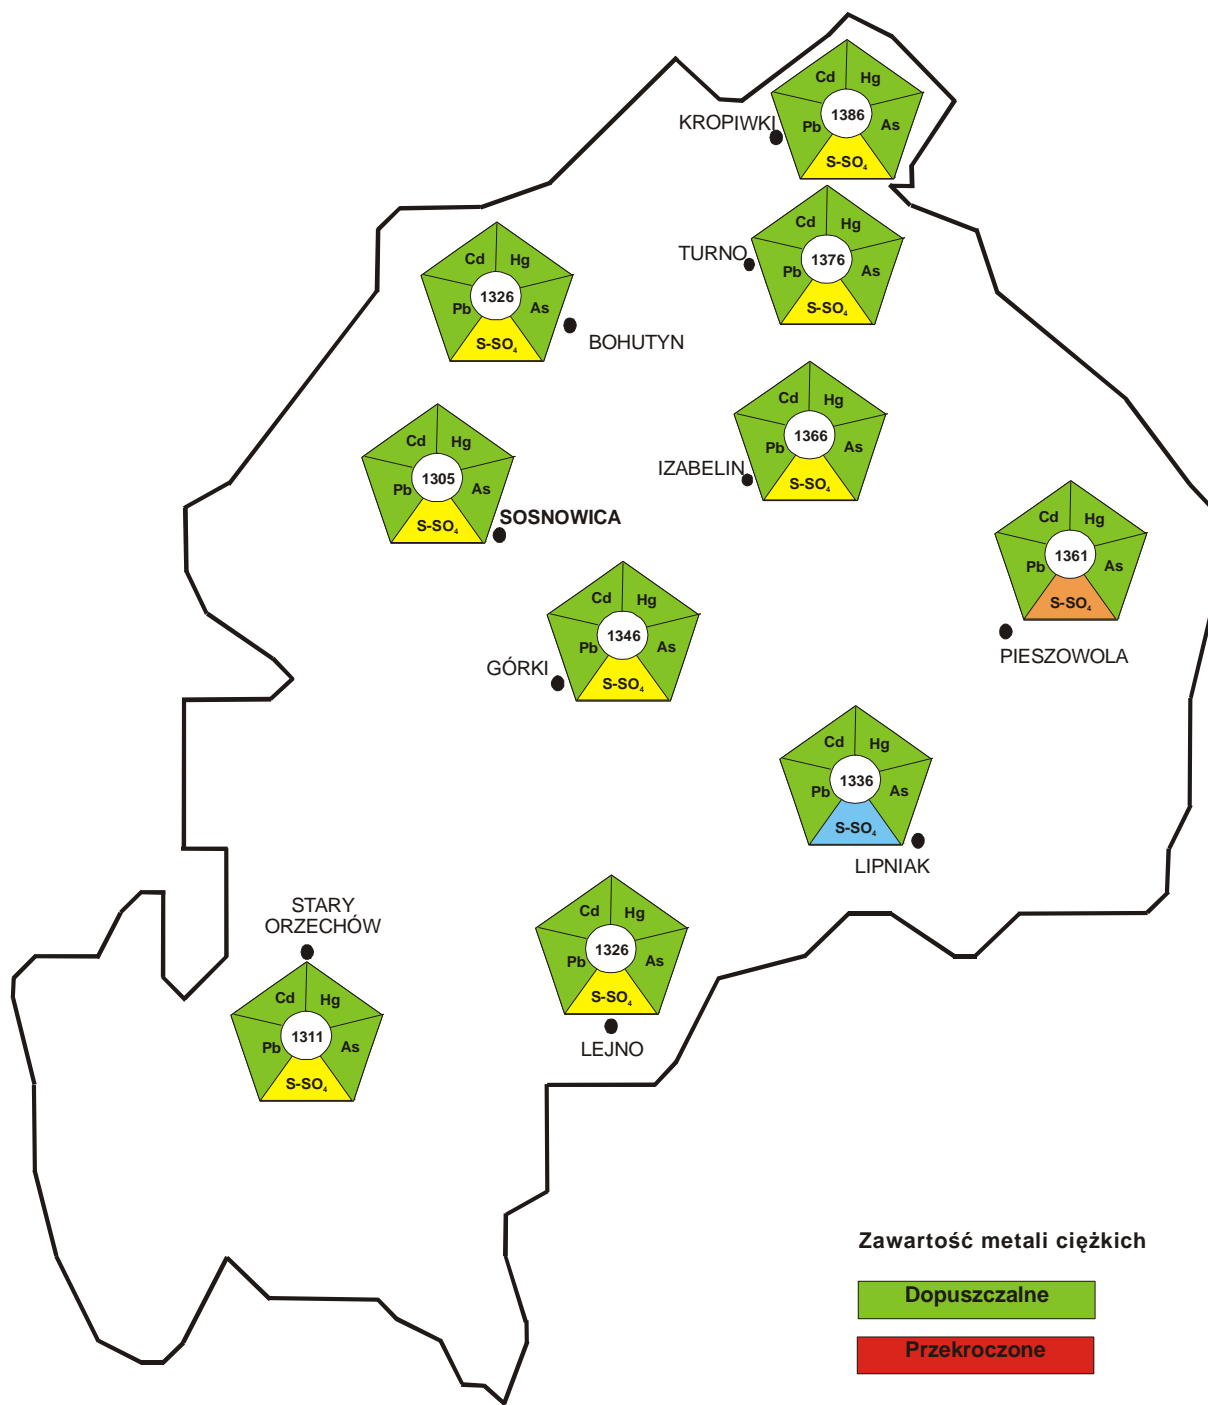 Cd Hg
KROPIWKI
Pb 1386 As
S-SO₄
Cd Hg
TURNO
Pb 1376 As
S-SO₄
Cd Hg
Pb 1326 As
S-SO₄
BOHUTYN
Cd Hg
Pb 1366 As
IZABELIN
S-SO₄
Cd Hg
Pb 1305 As
S-SO₄
SOSNOWICA
Cd Hg
Pb 1361 As
S-SO₄
PIESZOWOLA
Cd Hg
Pb 1346 As
GÓRKI
S-SO₄
Cd Hg
Pb 1336 As
S-SO₄
LIPNIAK
STARY
ORZECHÓW
Cd Hg
Pb 1311 As
S-SO₄
Cd Hg
Pb 1326 As
S-SO₄
LEJNO
Zawartość metali ciężkich
Dopuszczalne
Przekroczone